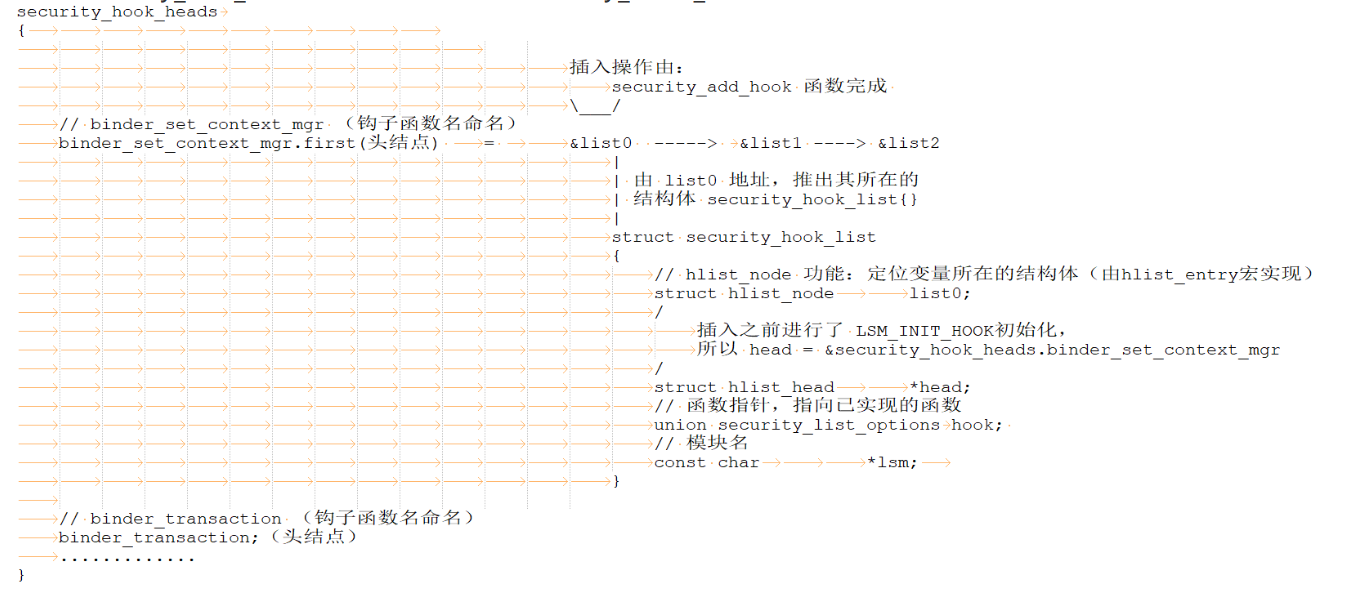 security_hook_heads
{
插入操作由：
security_add_hook 函数完成
\___/
// binder_set_context_mgr （钩子函数名命名）
binder_set_context_mgr.first(头结点) = &list0 -----> &list1 ----> &list2
|
| 由 list0 地址，推出其所在的
| 结构体 security_hook_list{}
|
struct security_hook_list
{
// hlist_node 功能：定位变量所在的结构体（由hlist_entry宏实现）
struct hlist_node list0;
/
插入之前进行了 LSM_INIT_HOOK初始化，
所以 head = &security_hook_heads.binder_set_context_mgr
/
struct hlist_head *head;
// 函数指针，指向已实现的函数
union security_list_options hook;
// 模块名
const char *lsm;
}
// binder_transaction （钩子函数名命名）
binder_transaction;（头结点）
.............
}